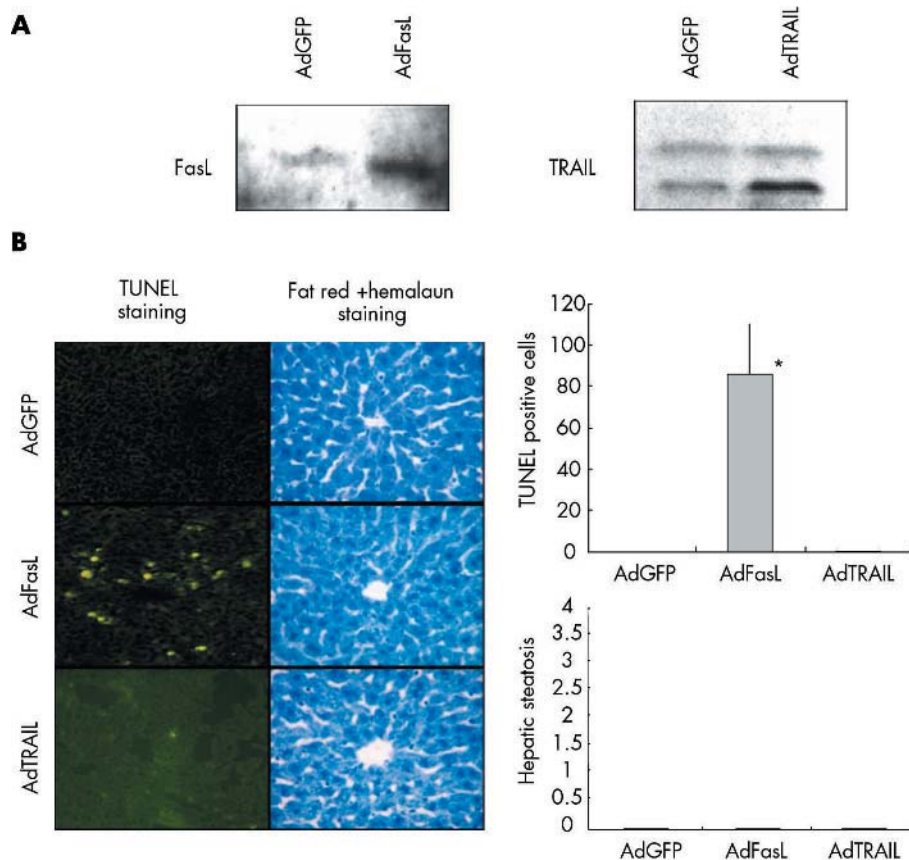 A
AdGFP
AdFasL
AdGFP
AdTRAIL
FasL
TRAIL
B
TUNEL
staining
Fat red +hemalaun
staining
AdGFP
AdFasL
AdTRAIL
TUNEL positive cells
120
100
80
60
40
20
0
*
AdGFP
AdFasL
AdTRAIL
Hepatic steatosis
4
3.5
3
2.5
2
1.5
1
0.5
0
AdGFP
AdFasL
AdTRAIL